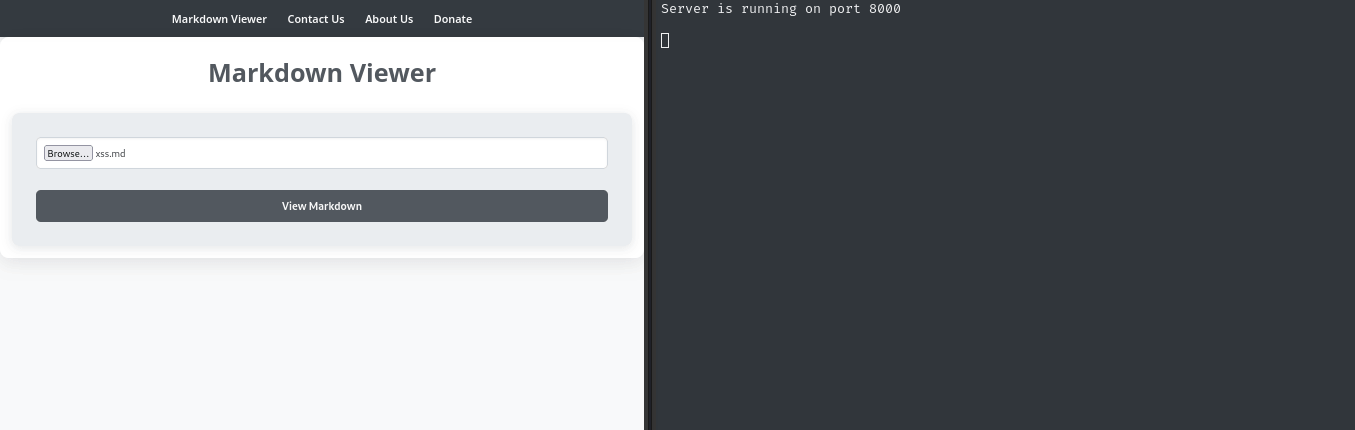 Markdown Viewer Contact Us About Us Donate
Markdown Viewer
Browse... xss.md
View Markdown
Server is running on port 8000